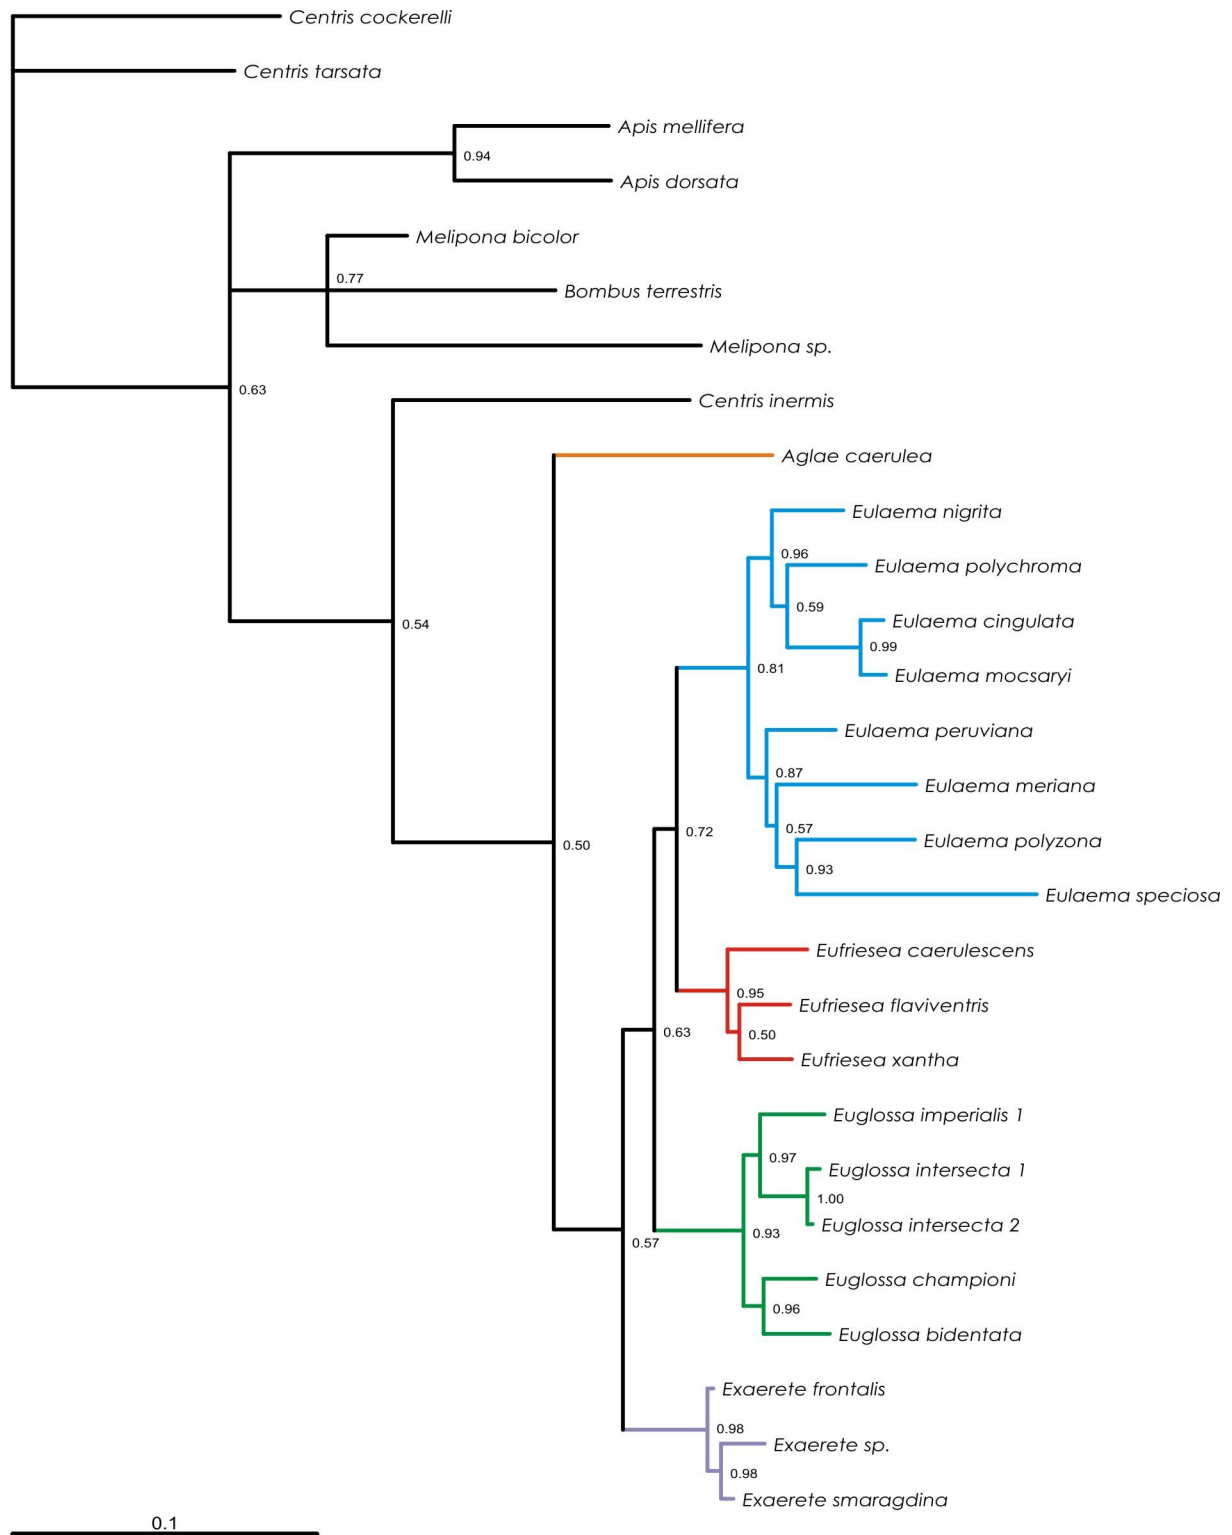 Centris cockerelli
Centris tarsata
Apis mellifera
0.94
Apis dorsata
Melipona bicolor
0.77
Bombus terrestris
Melipona sp.
0.63
Centris inermis
Aglae caerulea
Eulaema nigrita
0.96
Eulaema polychroma
0.59
Eulaema cingulata
0.54
0.99
0.81
Eulaema mocsaryi
Eulaema peruviana
0.87
Eulaema meriana
0.57
0.72
Eulaema polyzona
0.50
0.93
Eulaema speciosa
Eufriesea caerulescens
0.95
Eufriesea flaviventris
0.63
0.50
Eufriesea xantha
Euglossa imperialis 1
0.97
Euglossa intersecta 1
1.00
Euglossa intersecta 2
0.93
0.57
Euglossa championi
0.96
Euglossa bidentata
Exaerete frontalis
0.98
Exaerete sp.
0.98
Exaerete smaragdina
0.1